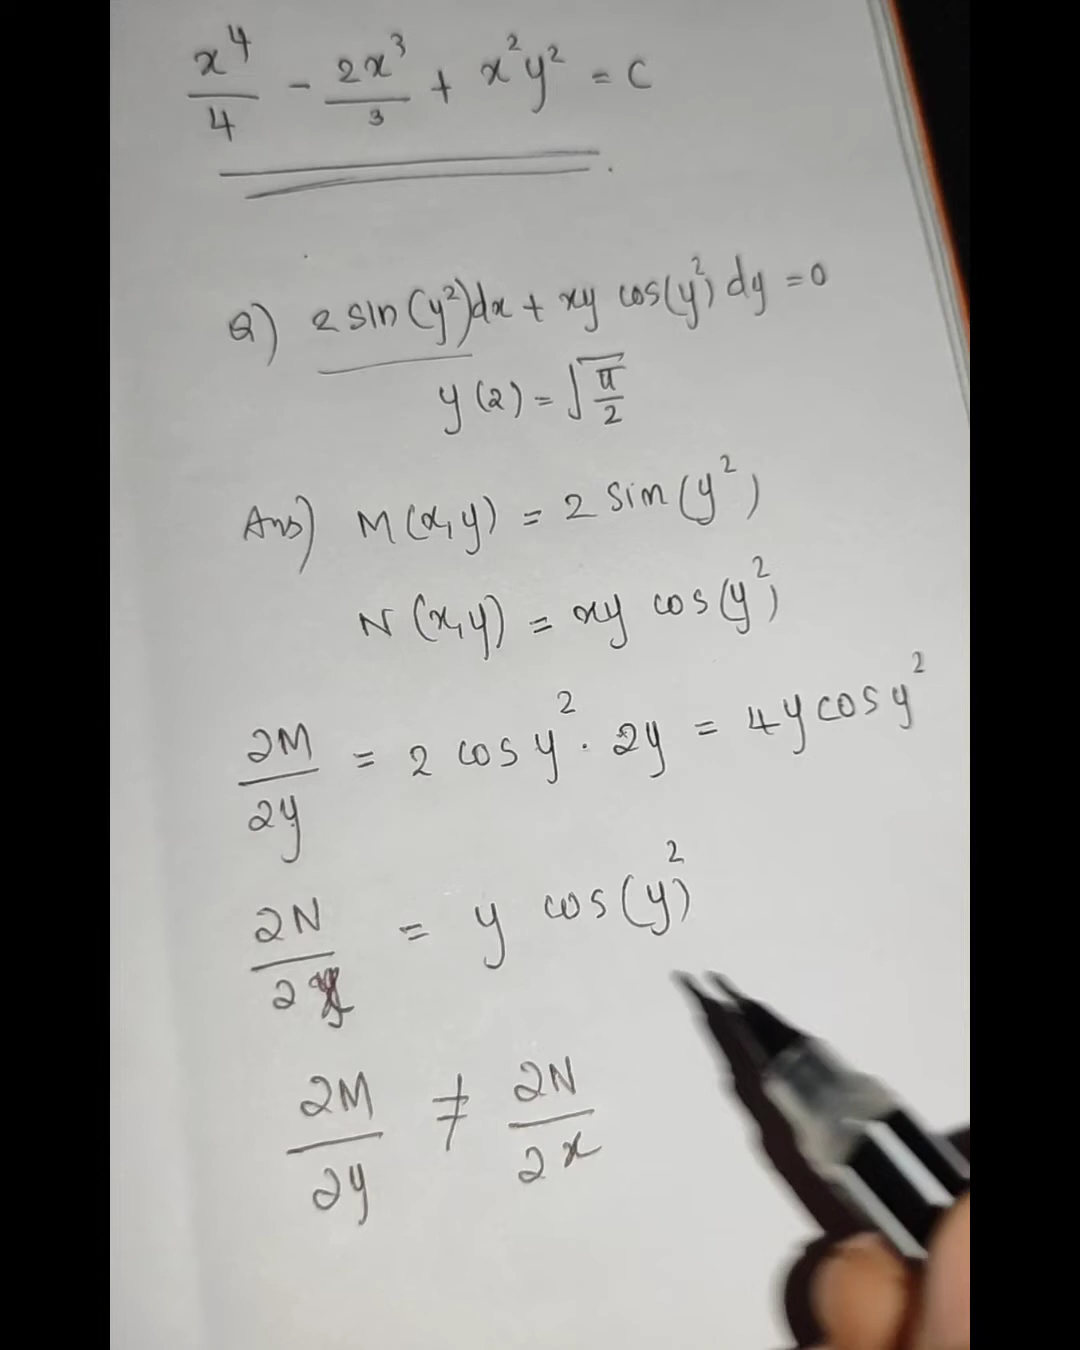 x⁴/4 - 2x³/3 + x²y² = C
Q) 2 sin(y²)dx + xy cos(y²) dy = 0
y(2) = √(π/2)
Ans) M(x,y) = 2 sin(y²)
N(x,y) = xy cos(y²)
∂M/∂y = 2 cos y² · 2y = 4y cos y²
∂N/∂x = y cos(y)²
∂M/∂y ≠ ∂N/∂x